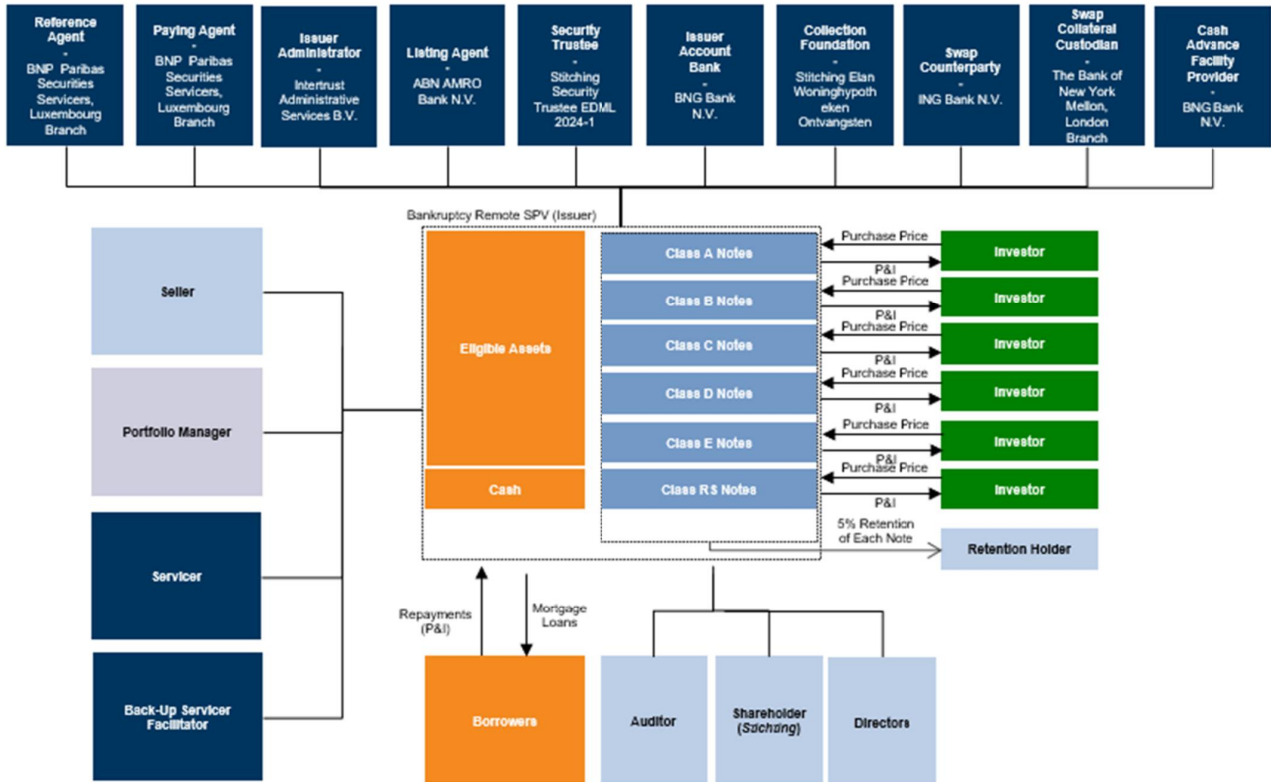 Reference
Agent
-
BNP Paribas
Securities
Servicers,
Luxembourg
Branch
Paying Agent
-
BNP Paribas
Securities
Servicers,
Luxembourg
Branch
Issuer
Administrator
-
Intertrust
Administrative
Services B.V.
Listing Agent
-
ABN AMRO
Bank N.V.
Security
Trustee
-
Stitching
Security
Trustee EDML
2024-1
Issuer
Account
Bank
-
BNG Bank
N.V.
Collection
Foundation
-
Stitching Elan
Woninghypoth
eken
Ontvangsten
Swap
Counterparty
-
ING Bank N.V.
Swap
Collateral
Custodian
-
The Bank of
New York
Mellon,
London
Branch
Cash
Advance
Facility
Provider
-
BNG Bank
N.V.
Bankruptcy Remote SPV (Issuer)
Seller
Portfolio Manager
Servicer
Back-Up Servicer
Facilitator
Eligible Assets
Cash
Class A Notes
Class B Notes
Class C Notes
Class D Notes
Class E Notes
Class RS Notes
Purchase Price
P&I
Purchase Price
P&I
Purchase Price
P&I
Purchase Price
P&I
Purchase Price
P&I
Purchase Price
P&I
Investor
Investor
Investor
Investor
Investor
Investor
5% Retention
of Each Note
Retention Holder
Repayments
(P&I)
Mortgage
Loans
Borrowers
Auditor
Shareholder
(Stichting)
Directors